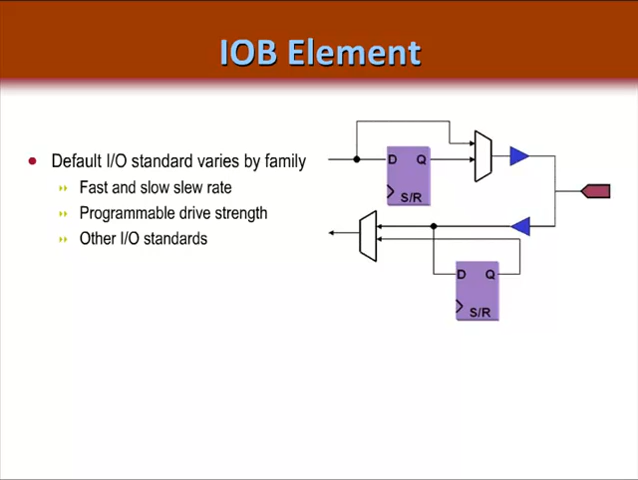 IOB Element
Default I/O standard varies by family
Fast and slow slew rate
Programmable drive strength
Other I/O standards
D Q
S/R
D Q
S/R